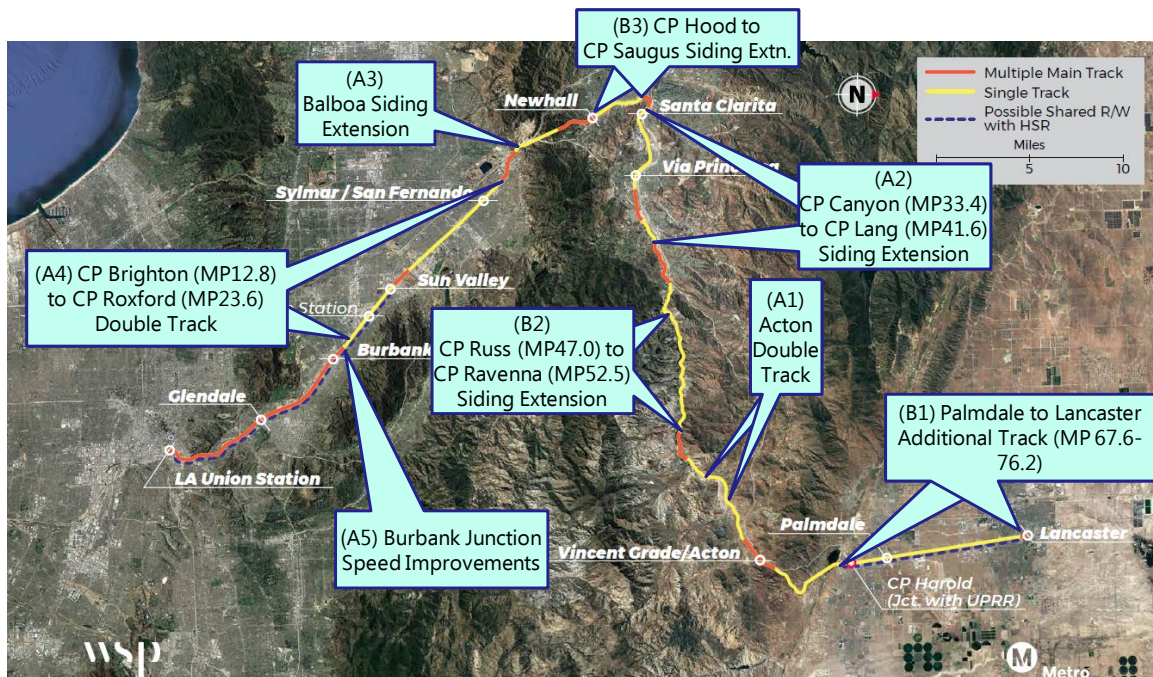 (B3) CP Hood to
CP Saugus Siding Extn.
(A3)
Balboa Siding
Extension
Newhall
Santa Clarita
N
Multiple Main Track
Single Track
Possible Shared R/W
with HSR
Miles
5
10
Via Prin
(A2)
CP Canyon (MP33.4)
to CP Lang (MP41.6)
Siding Extension
Sylmar / San Fernando
(A4) CP Brighton (MP12.8)
to CP Roxford (MP23.6)
Double Track
Sun Valley
Station
Burbank
(B2)
CP Russ (MP47.0) to
CP Ravenna (MP52.5)
Siding Extension
(A1)
Acton
Double
Track
Glendale
LA Union Station
(B1) Palmdale to Lancaster
Additional Track (MP 67.6-
76.2)
(A5) Burbank Junction
Speed Improvements
Vincent Grade/Acton
Palmdale
Lancaster
CP Harold
(Jct. with UPRR)
wsp
M
Metro